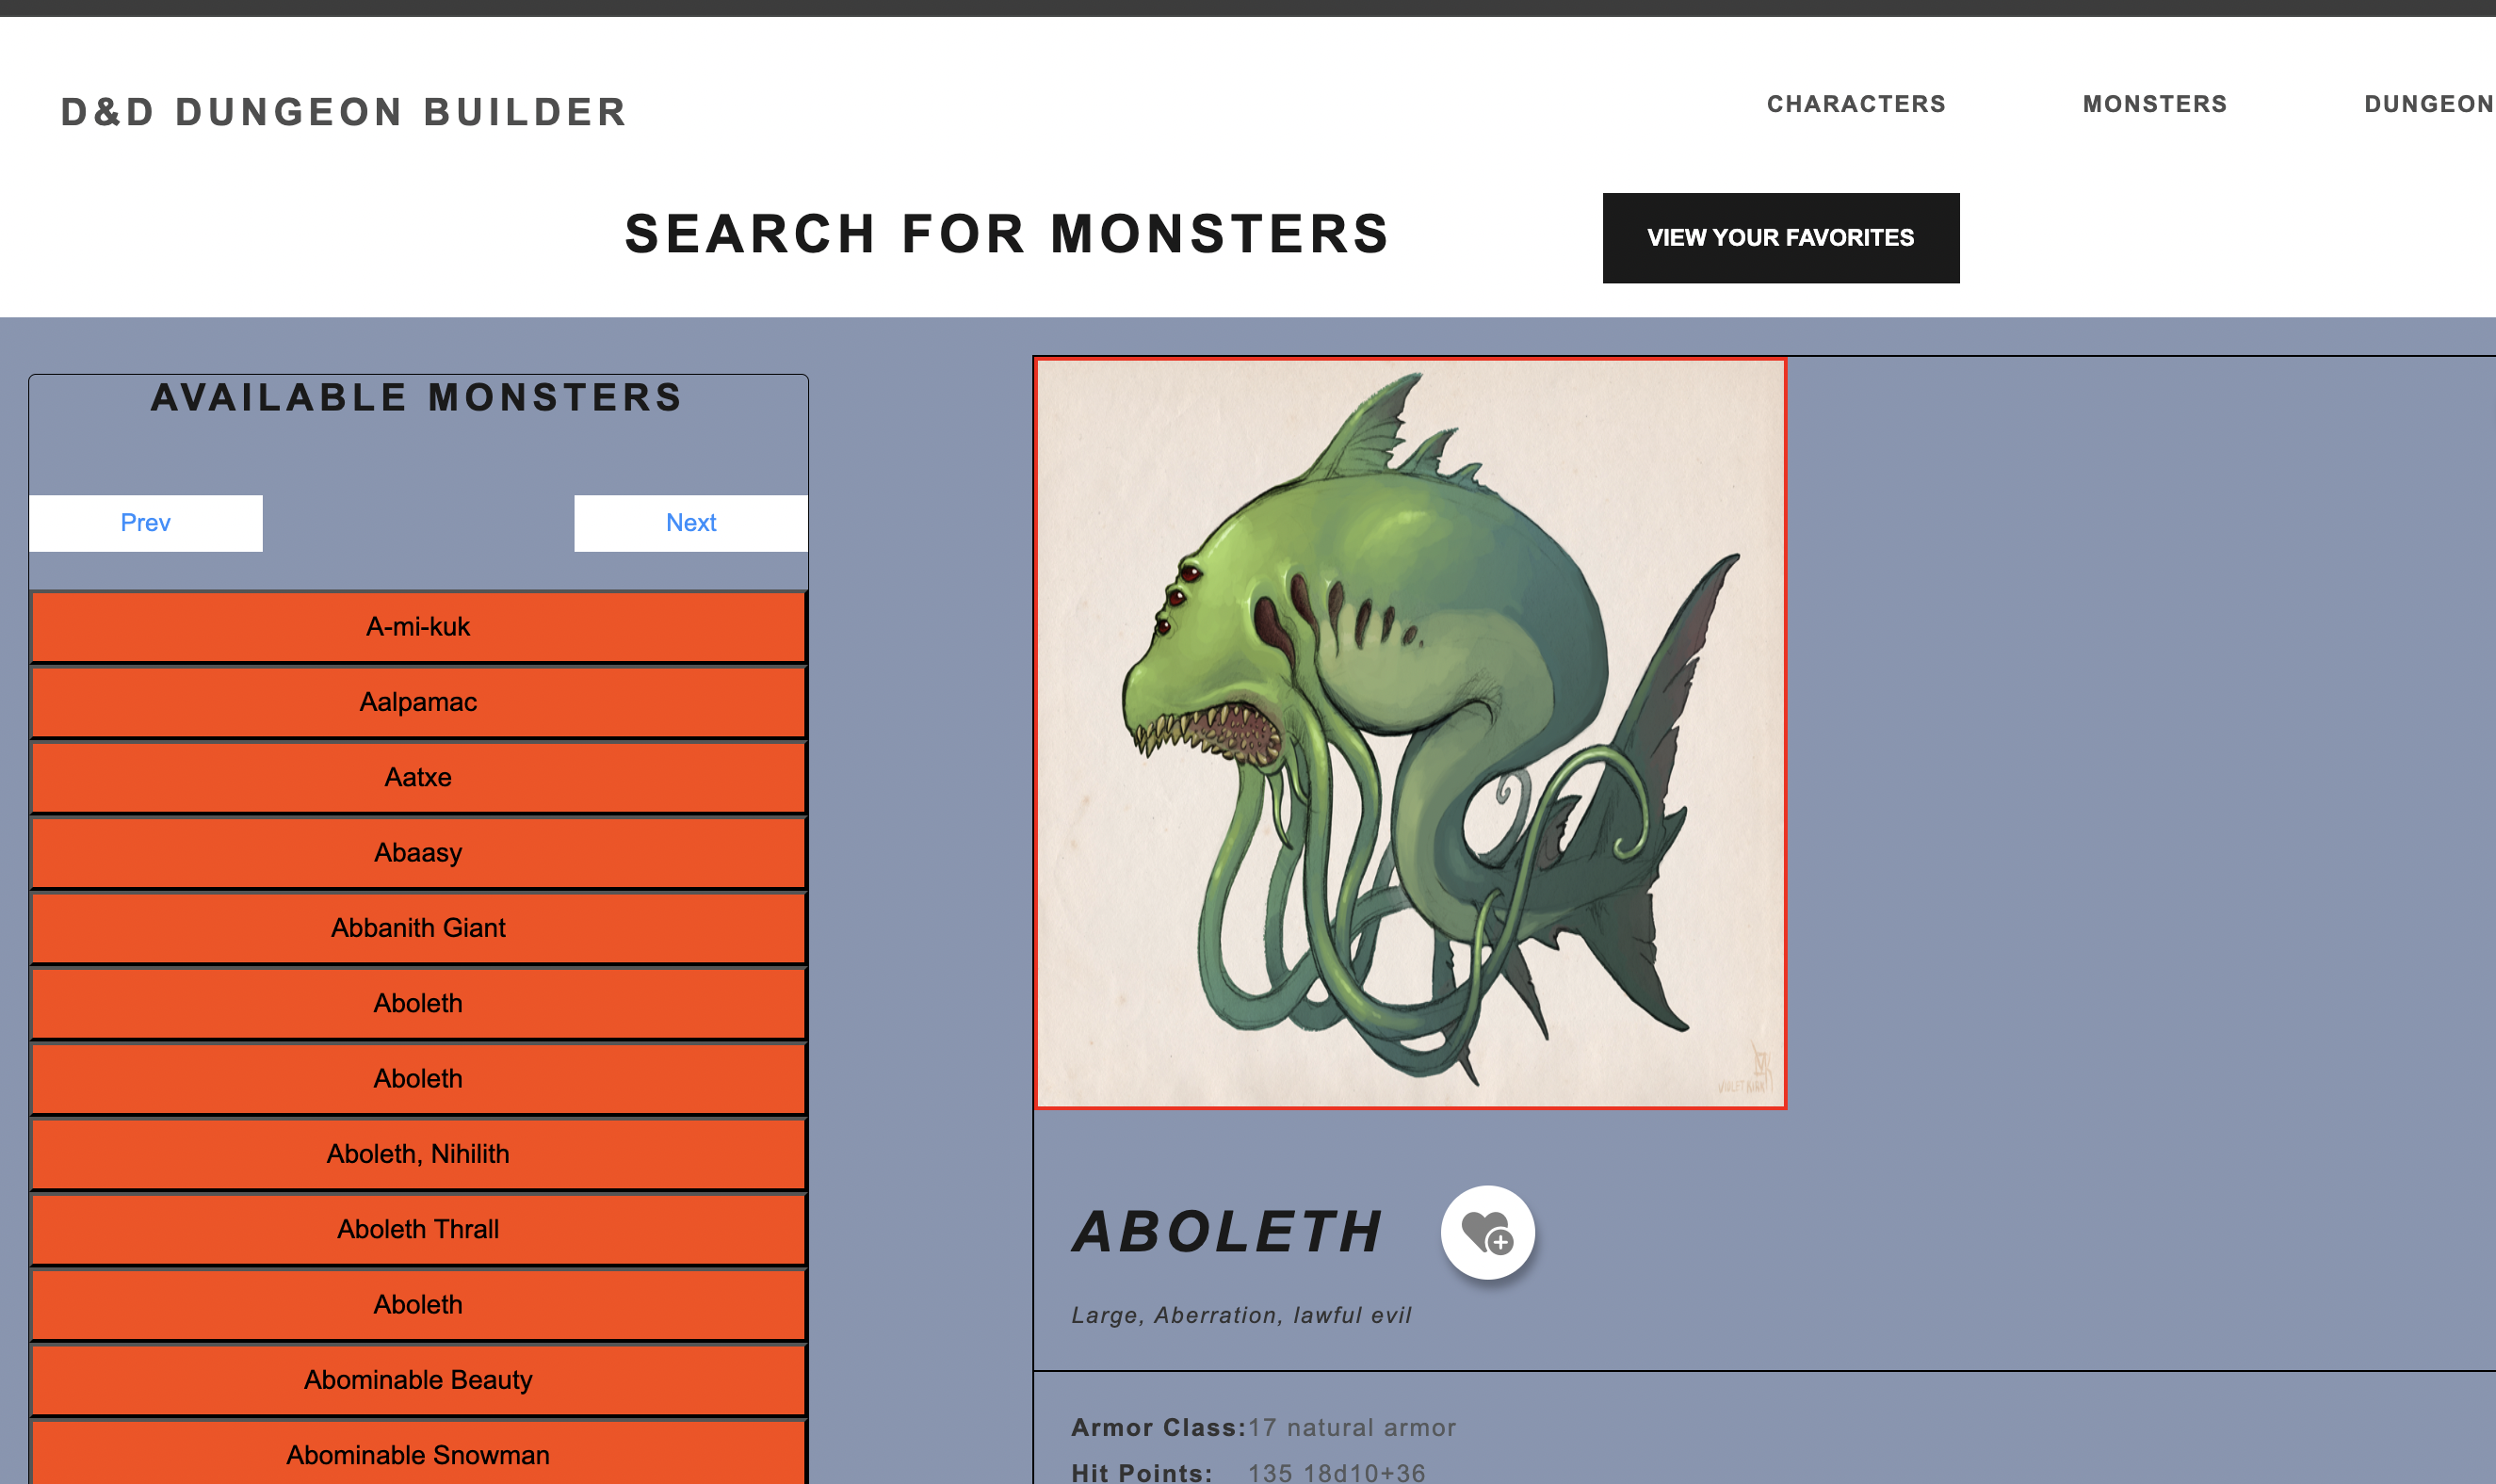 D&D DUNGEON BUILDER
CHARACTERS
MONSTERS
DUNGEON
SEARCH FOR MONSTERS
VIEW YOUR FAVORITES
AVAILABLE MONSTERS
Prev
Next
A-mi-kuk
Aalpamac
Aatxe
Abaasy
Abbanith Giant
Aboleth
Aboleth
Aboleth, Nihilith
Aboleth Thrall
Aboleth
Abominable Beauty
Abominable Snowman
VIOLET KIRK
ABOLETH
Large, Aberration, lawful evil
Armor Class:17 natural armor
Hit Points: 135 18d10+36